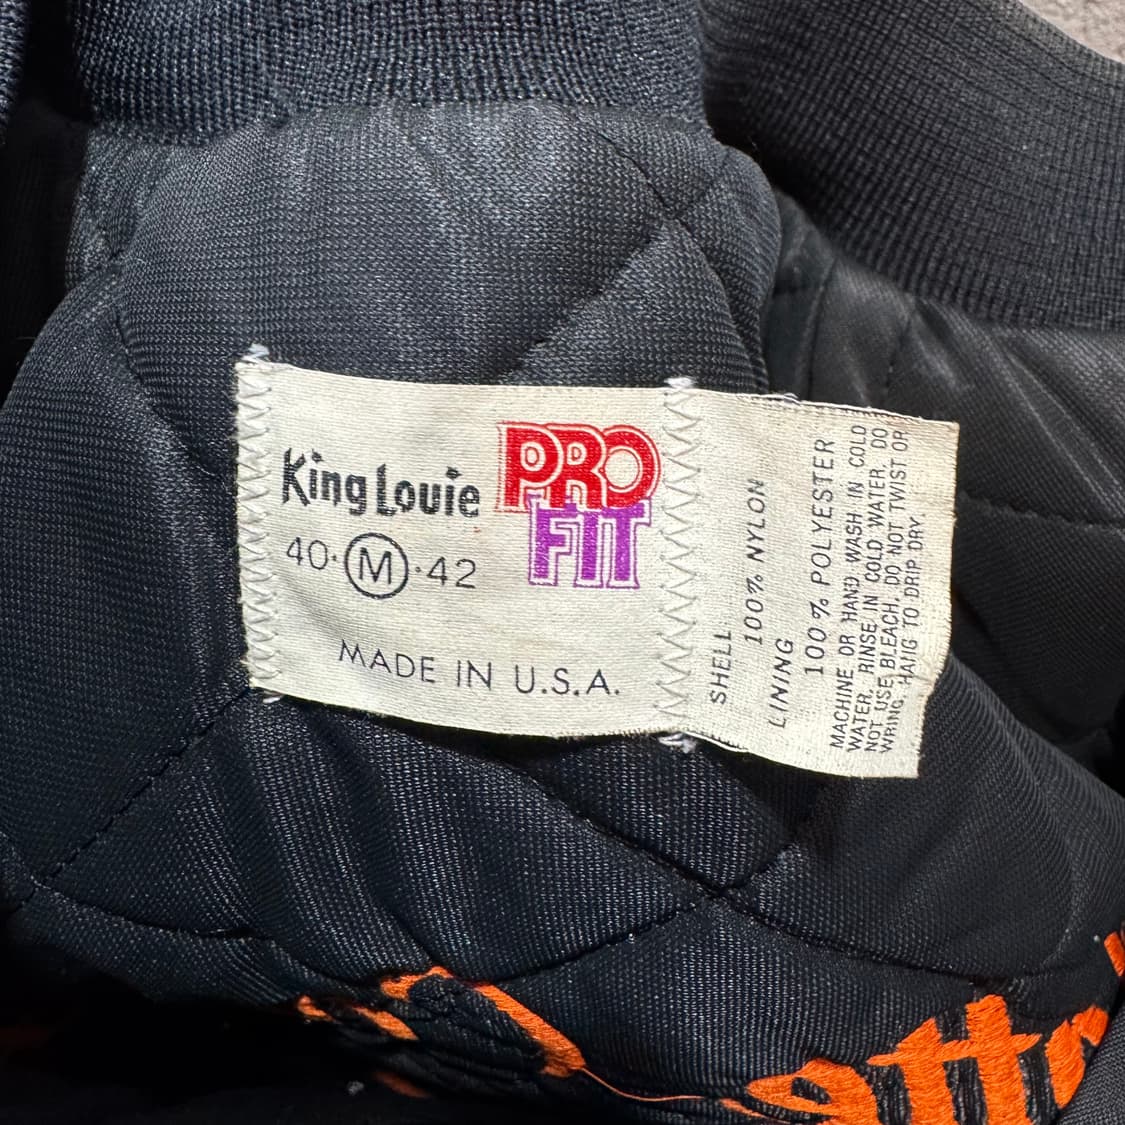 King Louie
PRO
FIT
40·M·42
MADE IN U.S.A.
SHELL:
100% NYLON
LINING
100% POLYESTER
MACHINE OR HAND WASH IN COLD
WATER, RINSE IN COLD WATER. DO
NOT USE BLEACH. DO NOT TWIST OR
WRING. HANG TO DRIP DRY.